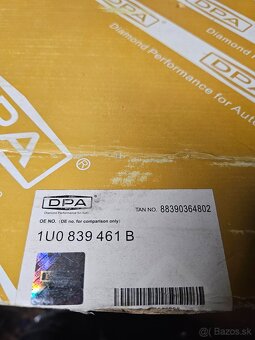 DPA
Diamond Performance for Auto
DPA
Diamond Performance for Auto
DPA
®
DPA
Diamond Performance for Auto
TAN NO. 88390364802
OE NO. (OE no. for comparison only)
1U0 839 461 B
Bazos.sk